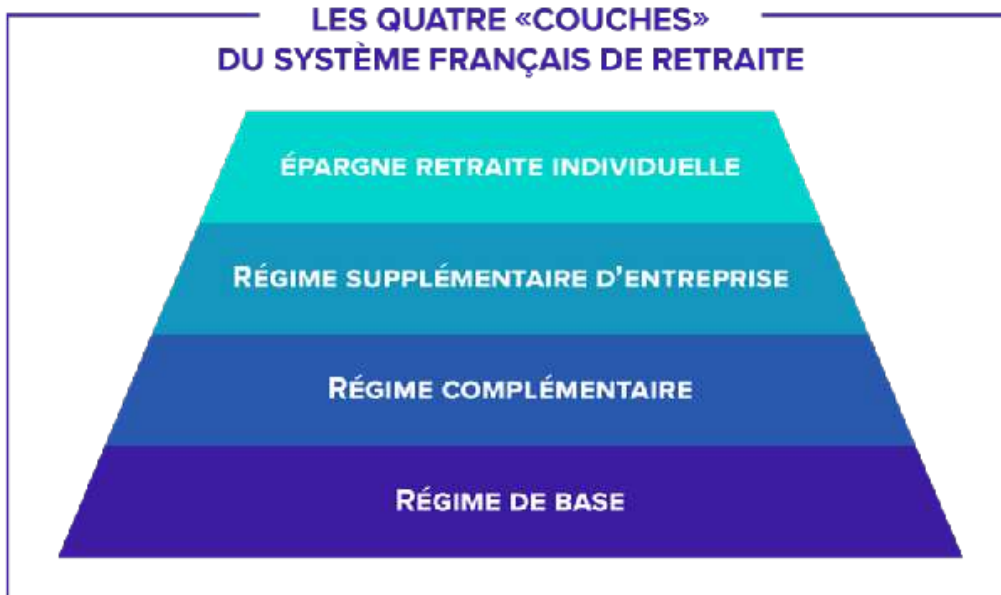 LES QUATRE «COUCHES»
DU SYSTÈME FRANÇAIS DE RETRAITE
ÉPARGNE RETRAITE INDIVIDUELLE
RÉGIME SUPPLÉMENTAIRE D'ENTREPRISE
RÉGIME COMPLÉMENTAIRE
RÉGIME DE BASE